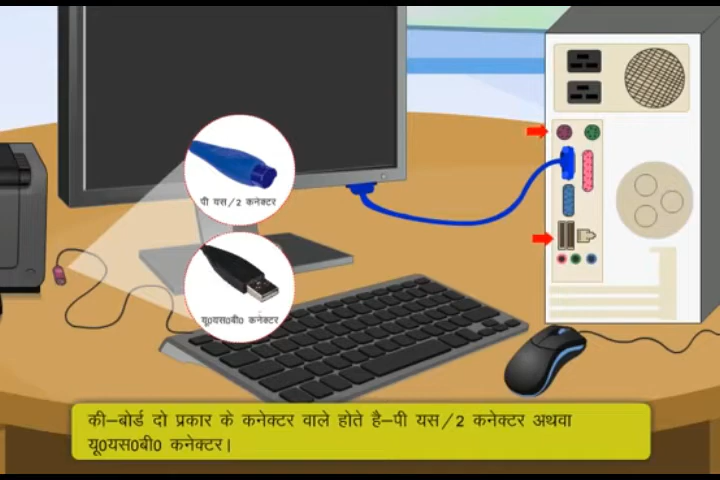 पी यस/2 कनेक्टर
यू0यस0बी0 कनेक्टर
की–बोर्ड दो प्रकार के कनेक्टर वाले होते है–पी यस/2 कनेक्टर अथवा
यू0यस0बी0 कनेक्टर|